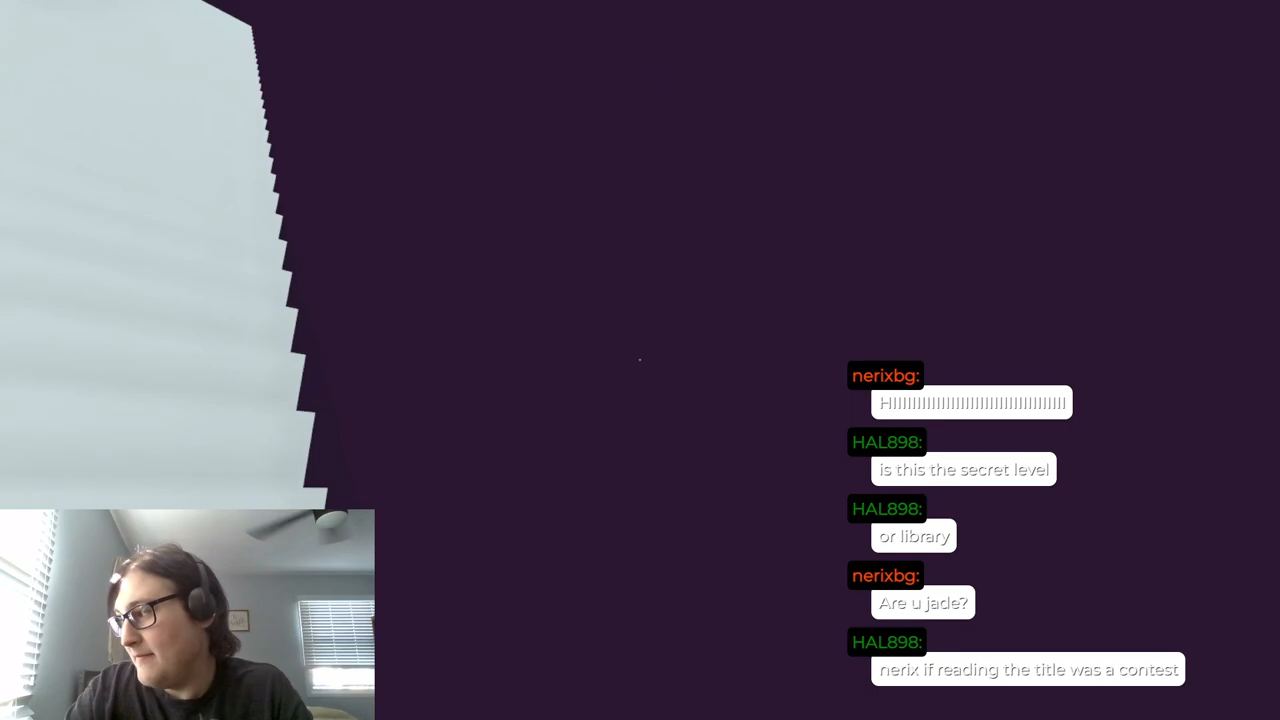 nerixbg:
HIIIIIIIIIIIIIIIIIIIIIIIIIIIIIIIIIII
HAL898:
is this the secret level
HAL898:
or library
nerixbg:
Are u jade?
HAL898:
nerix if reading the title was a contest